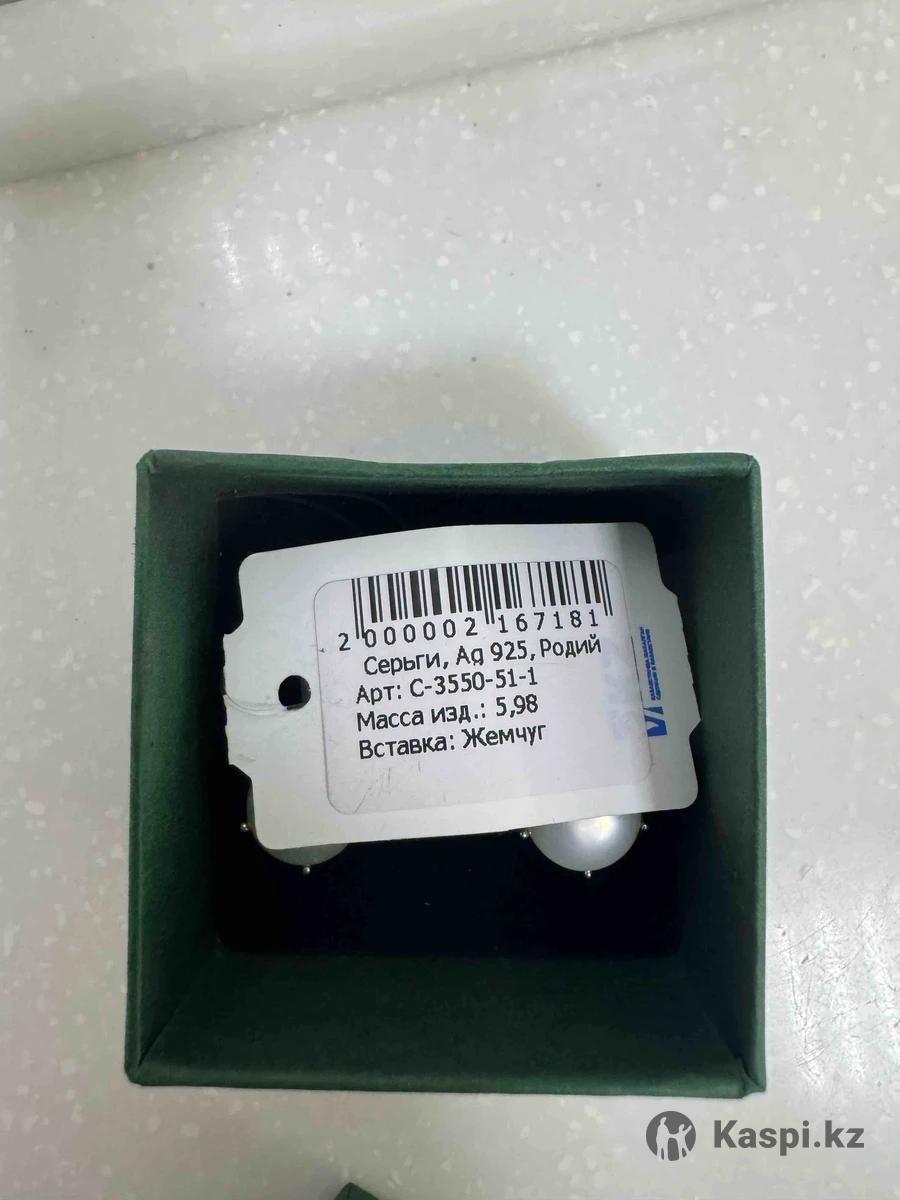 2 000002 167181
Серьги, Ag 925, Родий
Арт: С-3550-51-1
Масса изд.: 5,98
Вставка: Жемчуг
Kaspi.kz